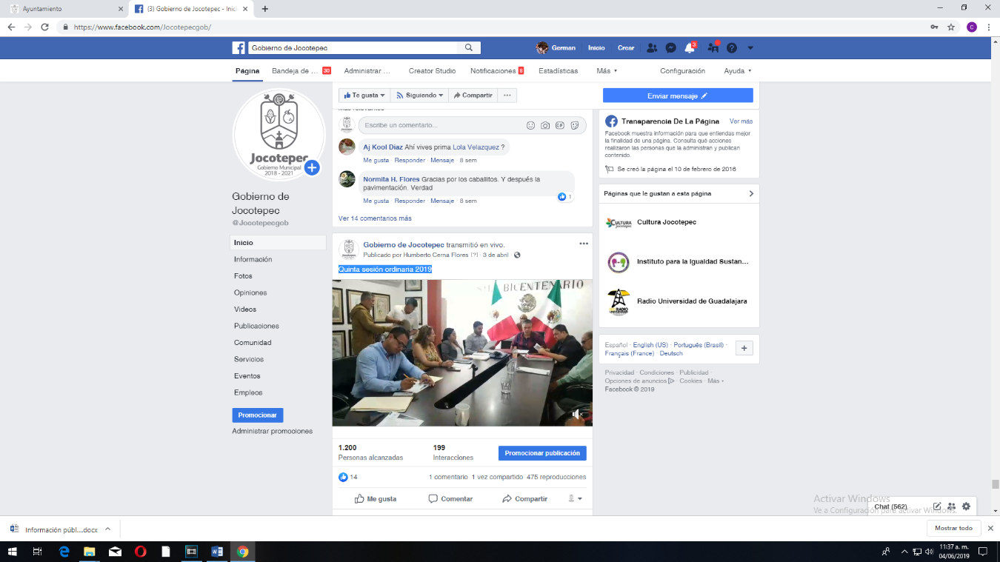 Ayuntamiento
(3) Gobierno de Jocotepec - Inic
https://www.facebook.com/Jocotepecgob/
C
Gobierno de Jocotepec
German
Inicio
Crear
3
Página
Bandeja de ... 30
Administrar ...
Creator Studio
Notificaciones 8
Estadísticas
Más
Configuración
Ayuda
Jocotepec
Gobierno Municipal
2018 - 2021
Gobierno de
Jocotepec
@Jocotepecgob
Inicio
Información
Fotos
Opiniones
Videos
Publicaciones
Comunidad
Servicios
Eventos
Empleos
Promocionar
Administrar promociones
Te gusta
Siguiendo
Compartir
Enviar mensaje
Más relevantes
Escribe un comentario...
GIF
Aj Kool Diaz Ahí vives prima Lola Velazquez ?
Me gusta · Responder · Mensaje · 8 sem
Normita H. Flores Gracias por los caballitos. Y después la
pavimentación. Verdad
1
Me gusta · Responder · Mensaje · 8 sem
Ver 14 comentarios más
Gobierno de Jocotepec transmitió en vivo.
Publicado por Humberto Cerna Flores [?] · 3 de abril ·
Quinta sesión ordinaria 2019
BICENTENARIO
1.200
Personas alcanzadas
199
Interacciones
Promocionar publicación
14
1 comentario 1 vez compartido 475 reproducciones
Me gusta
Comentar
Compartir
Transparencia De La Página
Ver más
Facebook muestra información para que entiendas mejor
la finalidad de una página. Consulta qué acciones
realizaron las personas que la administran y publican
contenido.
Se creó la página el 10 de febrero de 2016
Páginas que le gustan a esta página
CULTURA
Jocotepec
Cultura Jocotepec
Instituto para la Igualdad Sustan...
RADIO
Radio Universidad de Guadalajara
Español · English (US) · Português (Brasil) ·
Français (France) · Deutsch
Privacidad · Condiciones · Publicidad ·
Opciones de anuncios · Cookies · Más
Facebook © 2019
Activar Windows
Ve a Configuración para activar Windows.
Chat (562)
Información públ....docx
Mostrar todo
11:37 a. m.
04/06/2019